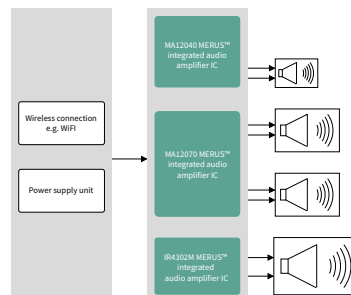 Wireless connection
e.g. WiFI
Power supply unit
MA12040 MERUS™
integrated audio
amplifier IC
MA12070 MERUS™
integrated audio
amplifier IC
IR4302M MERUS™
integrated
audio amplifier IC